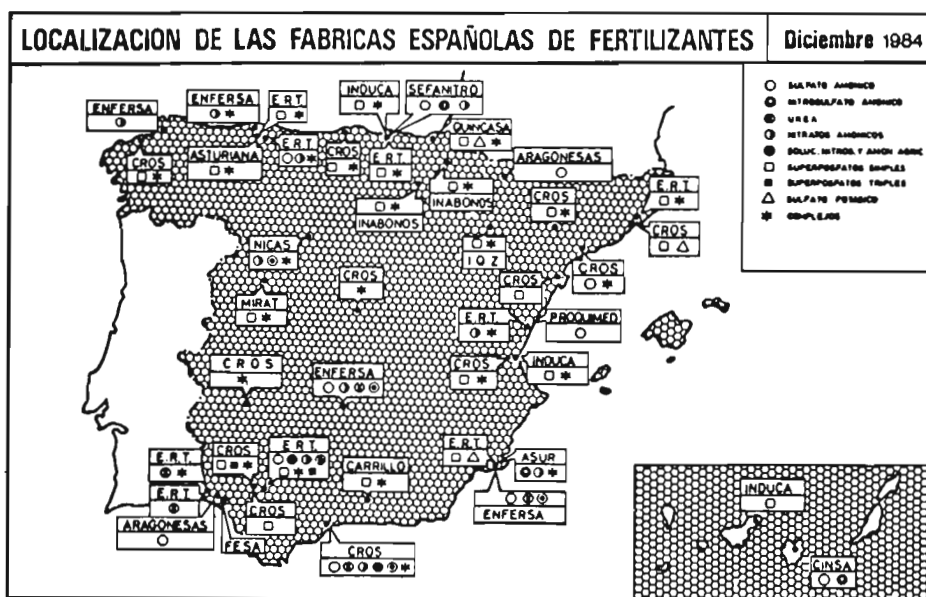 LOCALIZACION DE LAS FABRICAS ESPAÑOLAS DE FERTILIZANTES
Diciembre 1984
SULFATO AMONICO
NITROSULFATO AMONICO
UREA
NITRATOS AMONICOS
SOLUC. NITROG. Y AMON. AGRIC
SUPERFOSFATOS SIMPLES
SUPERFOSFATOS TRIPLES
SULFATO POTASICO
COMPLEJOS
ENFERSA
ENFERSA
E.R.T.
INDUCA
SEFANITRO
CROS
ASTURIANA
E.R.T.
CROS
E.R.T.
QUINCASA
ARAGONESAS
INABONOS
INABONOS
CROS
E.R.T.
CROS
NICAS
I Q Z
CROS
CROS
CROS
MIRAT
E.R.T.
PROQUIMED
CROS
ENFERSA
CROS
INDUCA
E.R.T.
CROS
E.R.T.
CARRILLO
E.R.T.
ASUR
E.R.T.
CROS
ENFERSA
ARAGONESAS
FESA
CROS
INDUCA
CINSA